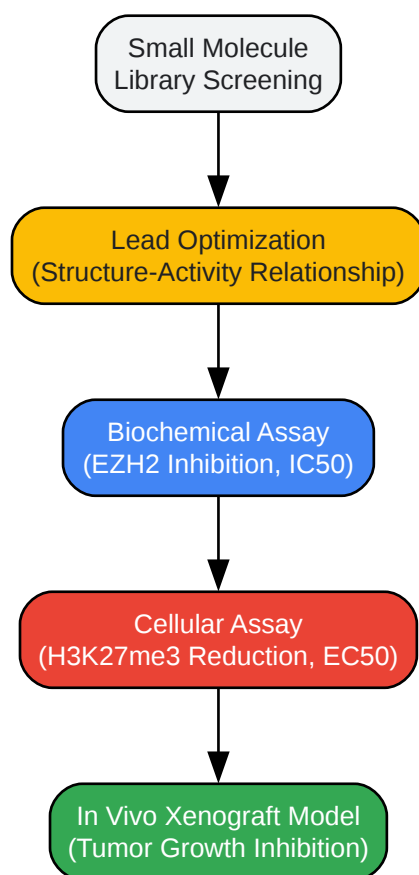 Small Molecule
Library Screening
Lead Optimization
(Structure-Activity Relationship)
Biochemical Assay
(EZH2 Inhibition, IC50)
Cellular Assay
(H3K27me3 Reduction, EC50)
In Vivo Xenograft Model
(Tumor Growth Inhibition)